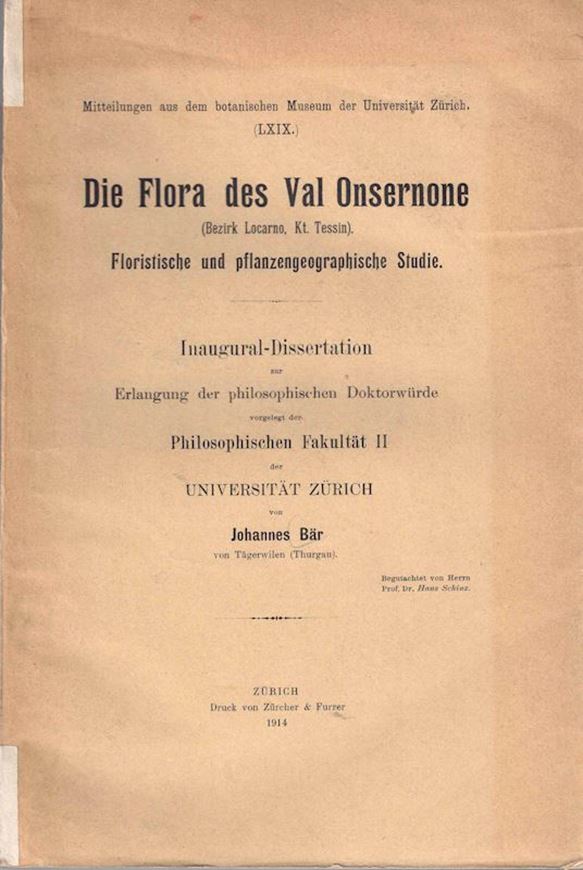 Mitteilungen aus dem botanischen Museum der Universität Zürich.
(LXIX.)
Die Flora des Val Onsernone
(Bezirk Locarno, Kt. Tessin).
Floristische und pflanzengeographische Studie.
Inaugural-Dissertation
zur
Erlangung der philosophischen Doktorwürde
vorgelegt der
Philosophischen Fakultät II
der
UNIVERSITÄT ZÜRICH
von
Johannes Bär
von Tägerwilen (Thurgau).
Begutachtet von Herrn
Prof. Dr. Hans Schinz.
ZÜRICH
Druck von Zürcher & Furrer
1914